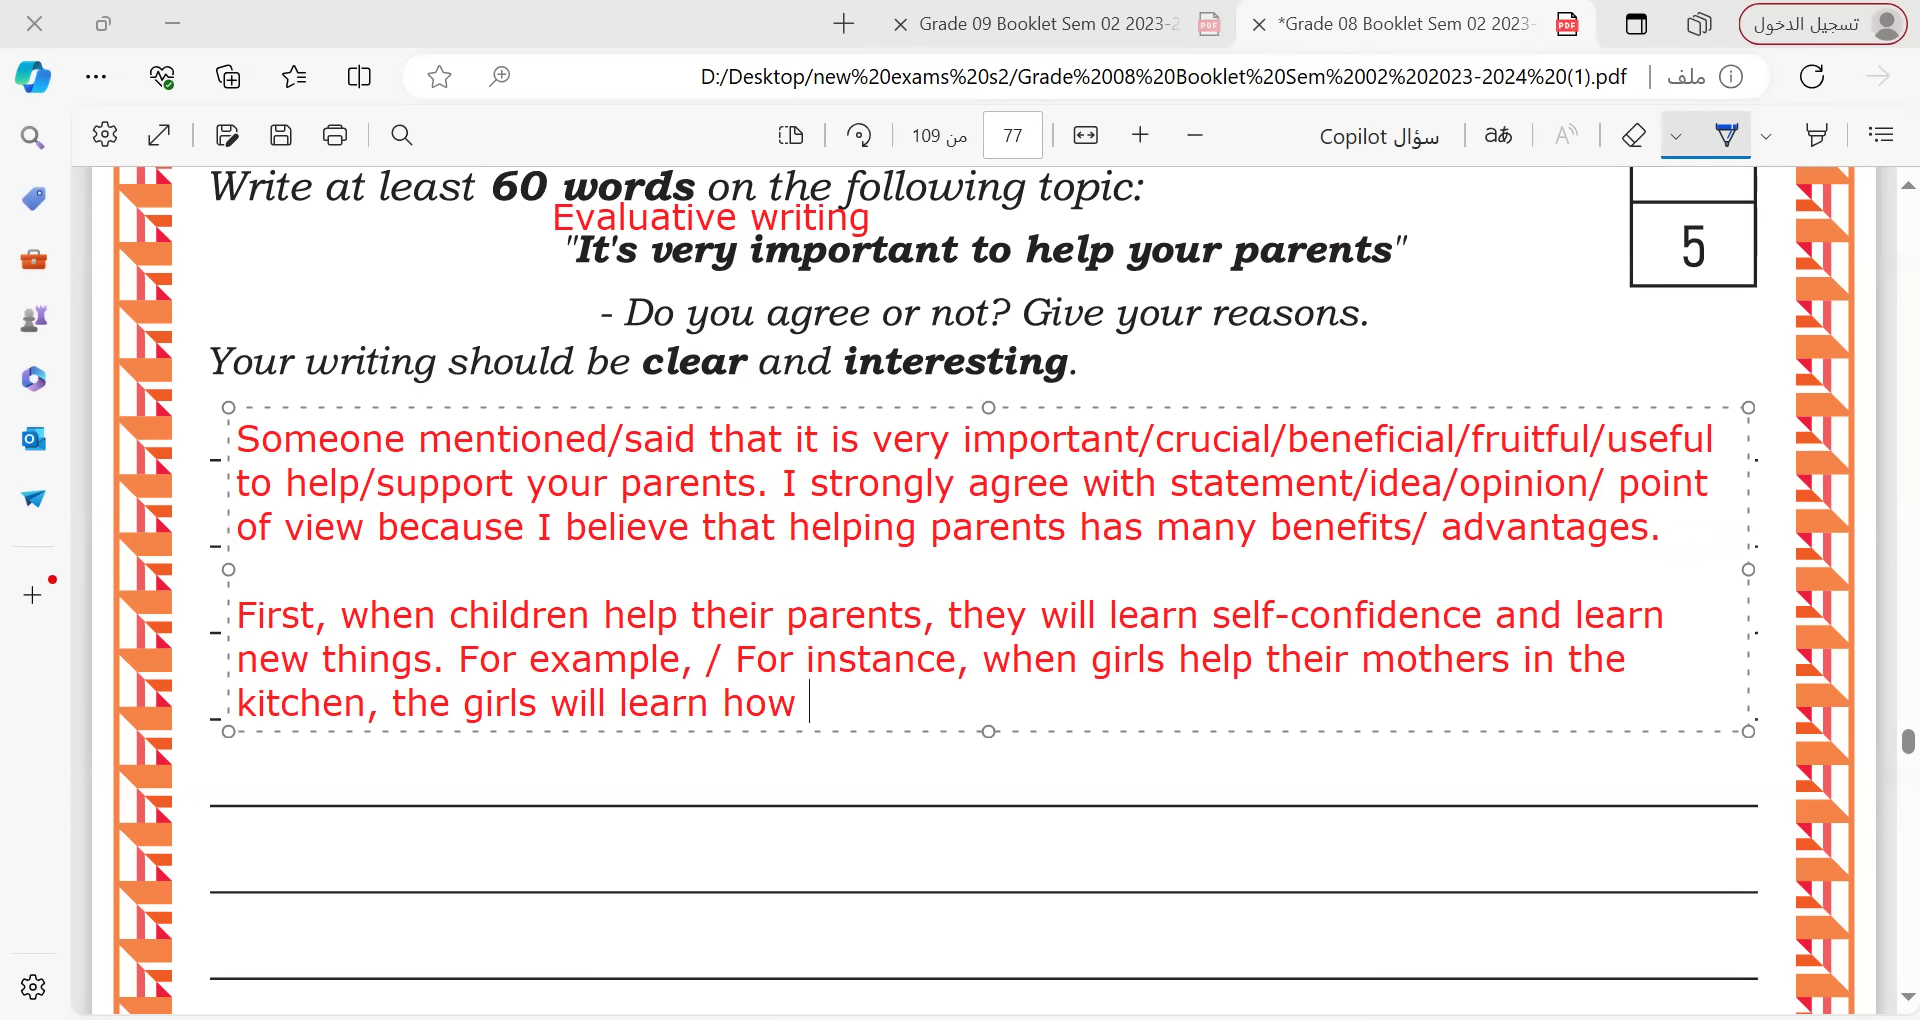 Grade 09 Booklet Sem 02 2023-2
*Grade 08 Booklet Sem 02 2023-
تسجيل الدخول
D:/Desktop/new%20exams%20s2/Grade%2008%20Booklet%20Sem%2002%202023-2024%20(1).pdf
ملف
109 من
77
سؤال Copilot
Write at least 60 words on the following topic:
Evaluative writing
"It's very important to help your parents"
5
- Do you agree or not? Give your reasons.
Your writing should be clear and interesting.
Someone mentioned/said that it is very important/crucial/beneficial/fruitful/useful
to help/support your parents. I strongly agree with statement/idea/opinion/ point
of view because I believe that helping parents has many benefits/ advantages.
First, when children help their parents, they will learn self-confidence and learn
new things. For example, / For instance, when girls help their mothers in the
kitchen, the girls will learn how